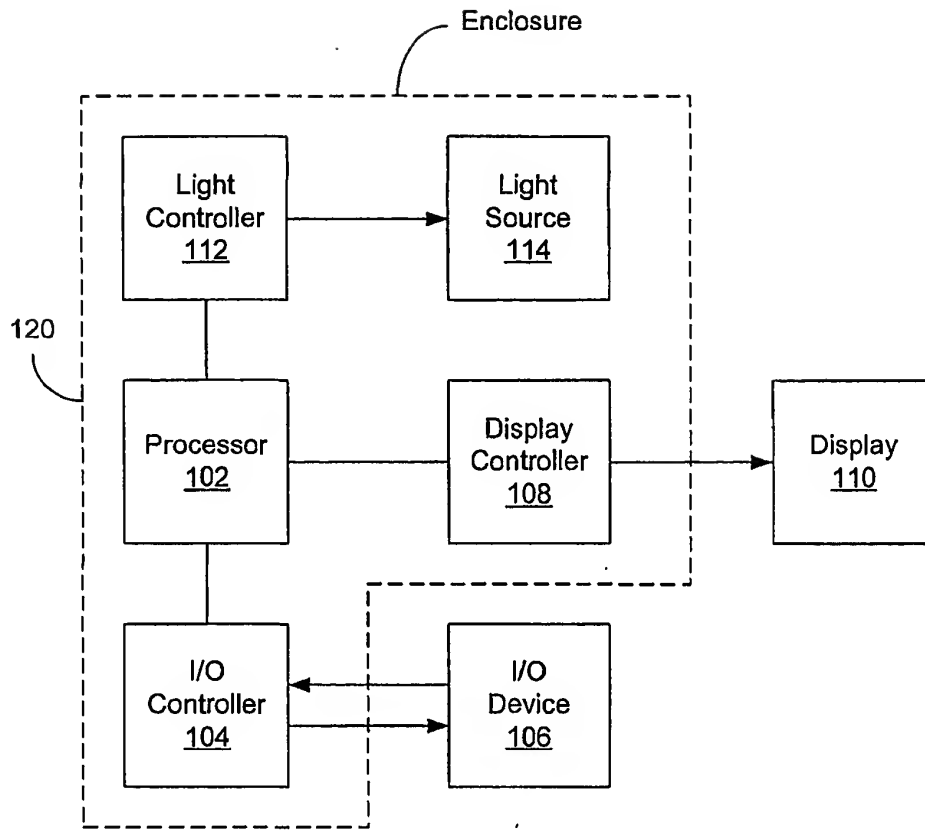 Enclosure
Light
Controller
112
Light
Source
114
120
Processor
102
Display
Controller
108
Display
110
I/O
Controller
104
I/O
Device
106